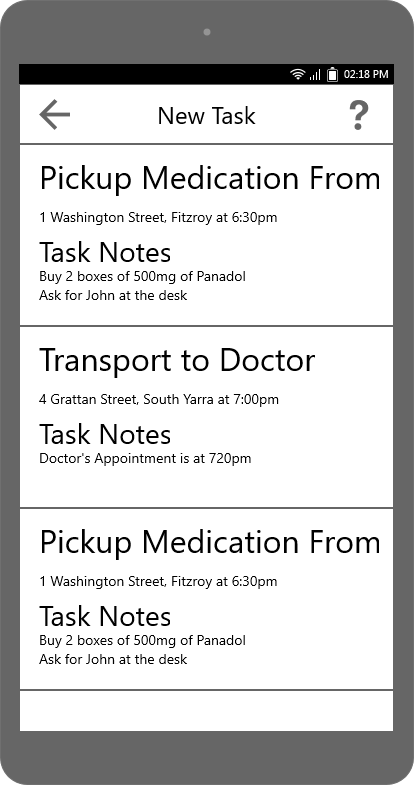 02:18 PM
New Task ?
Pickup Medication From
1 Washington Street, Fitzroy at 6:30pm
Task Notes
Buy 2 boxes of 500mg of Panadol
Ask for John at the desk
Transport to Doctor
4 Grattan Street, South Yarra at 7:00pm
Task Notes
Doctor's Appointment is at 720pm
Pickup Medication From
1 Washington Street, Fitzroy at 6:30pm
Task Notes
Buy 2 boxes of 500mg of Panadol
Ask for John at the desk